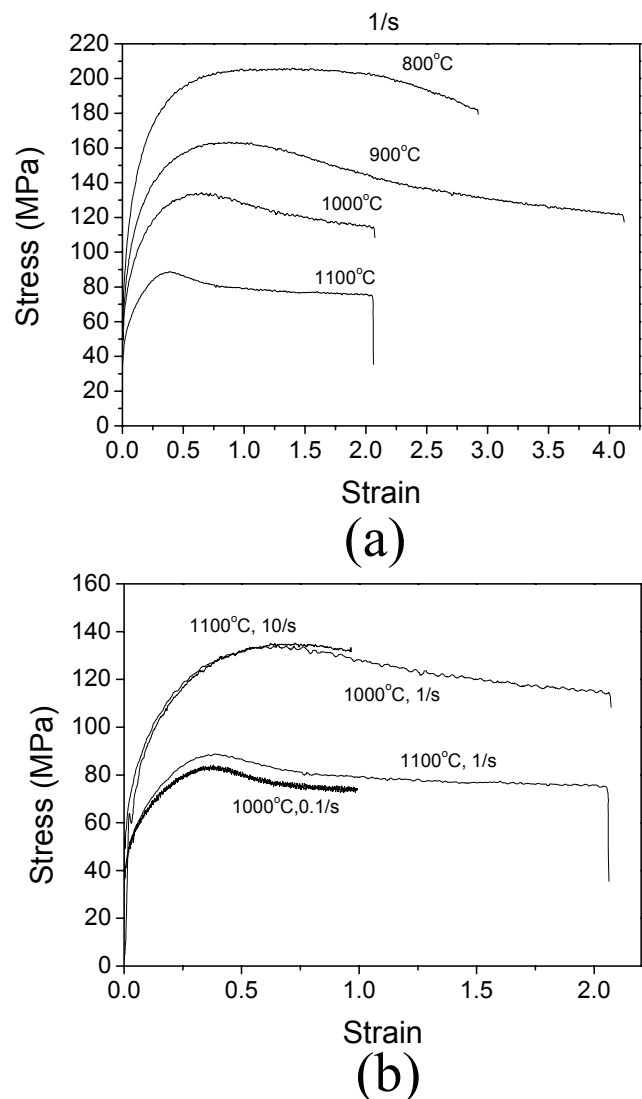 1/s
220
200
180
160
140
120
100
80
60
40
20
0
Stress (MPa)
800°C
900°C
1000°C
1100°C
0.0 0.5 1.0 1.5 2.0 2.5 3.0 3.5 4.0
Strain
(a)
160
140
120
100
80
60
40
20
0
Stress (MPa)
1100°C, 10/s
1000°C, 1/s
1100°C, 1/s
1000°C,0.1/s
0.0 0.5 1.0 1.5 2.0
Strain
(b)